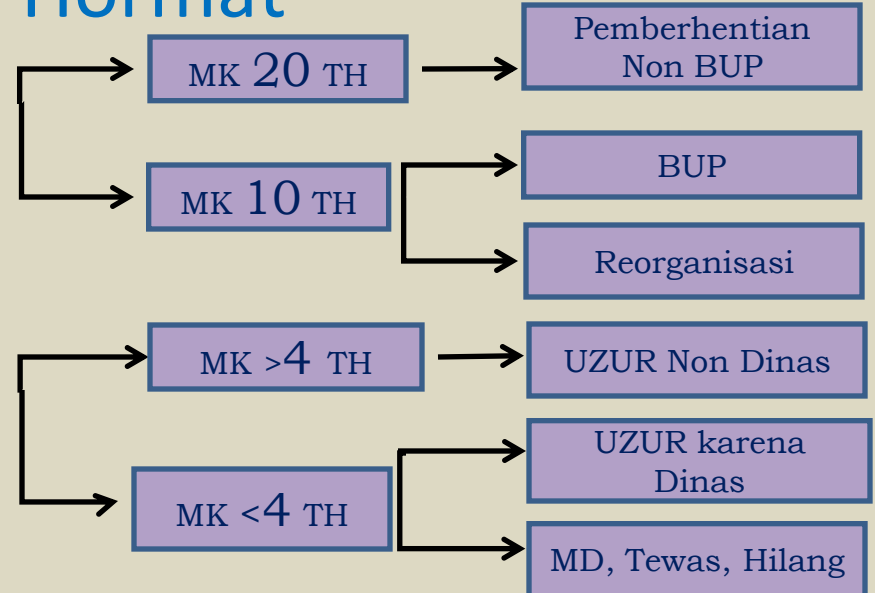 MK 20 TH
Pemberhentian
Non BUP
MK 10 TH
BUP
Reorganisasi
MK >4 TH
UZUR Non Dinas
MK <4 TH
UZUR karena
Dinas
MD, Tewas, Hilang